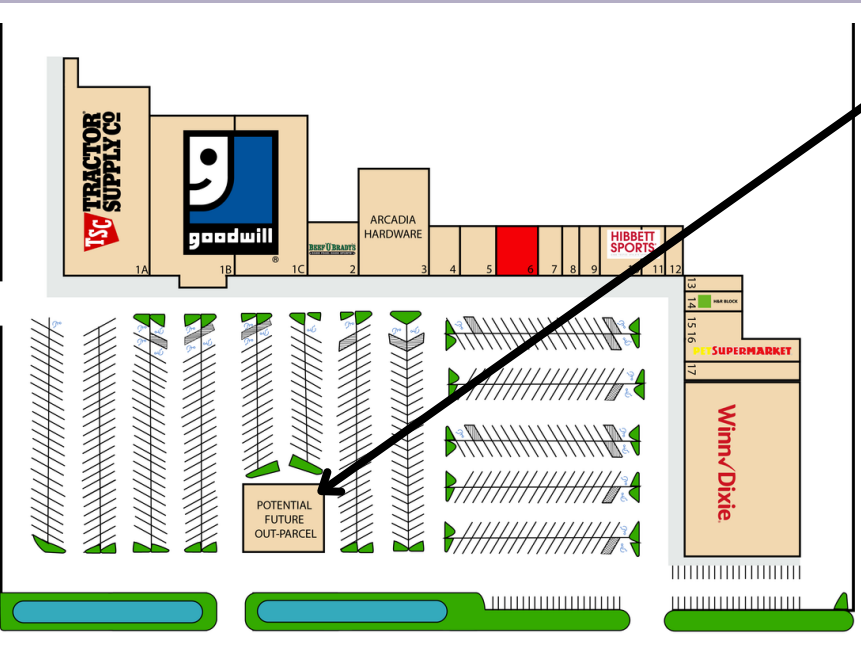 TSC TRACTOR
SUPPLY CO
1A
goodwill
®
1B
1C
BEEF 'O' BRADY'S
2
ARCADIA
HARDWARE
3
4
5
6
7
8
9
HIBBETT
SPORTS
11
12
13
14
H&R BLOCK
15
16
PET SUPERMARKET
17
Winn Dixie
POTENTIAL
FUTURE
OUT-PARCEL